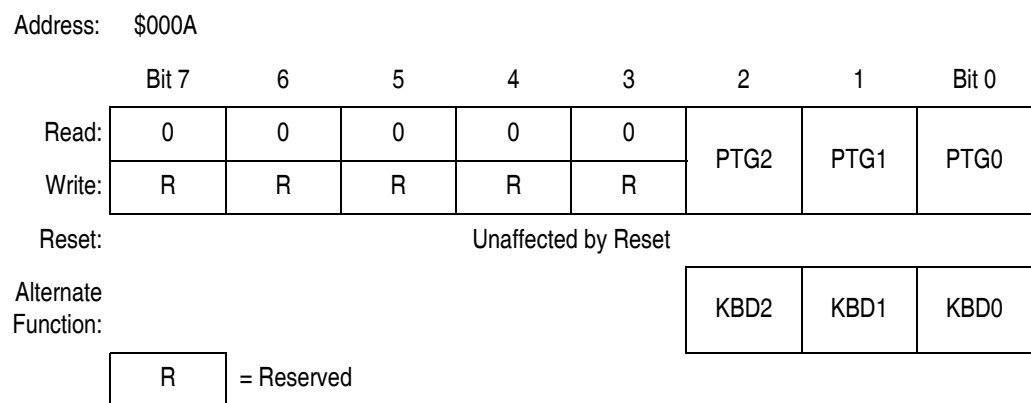 Address: $000A
Bit 7 6 5 4 3 2 1 Bit 0
Read: 0 0 0 0 0 PTG2 PTG1 PTG0
Write: R R R R R
Reset: Unaffected by Reset
Alternate
Function: KBD2 KBD1 KBD0
R = Reserved